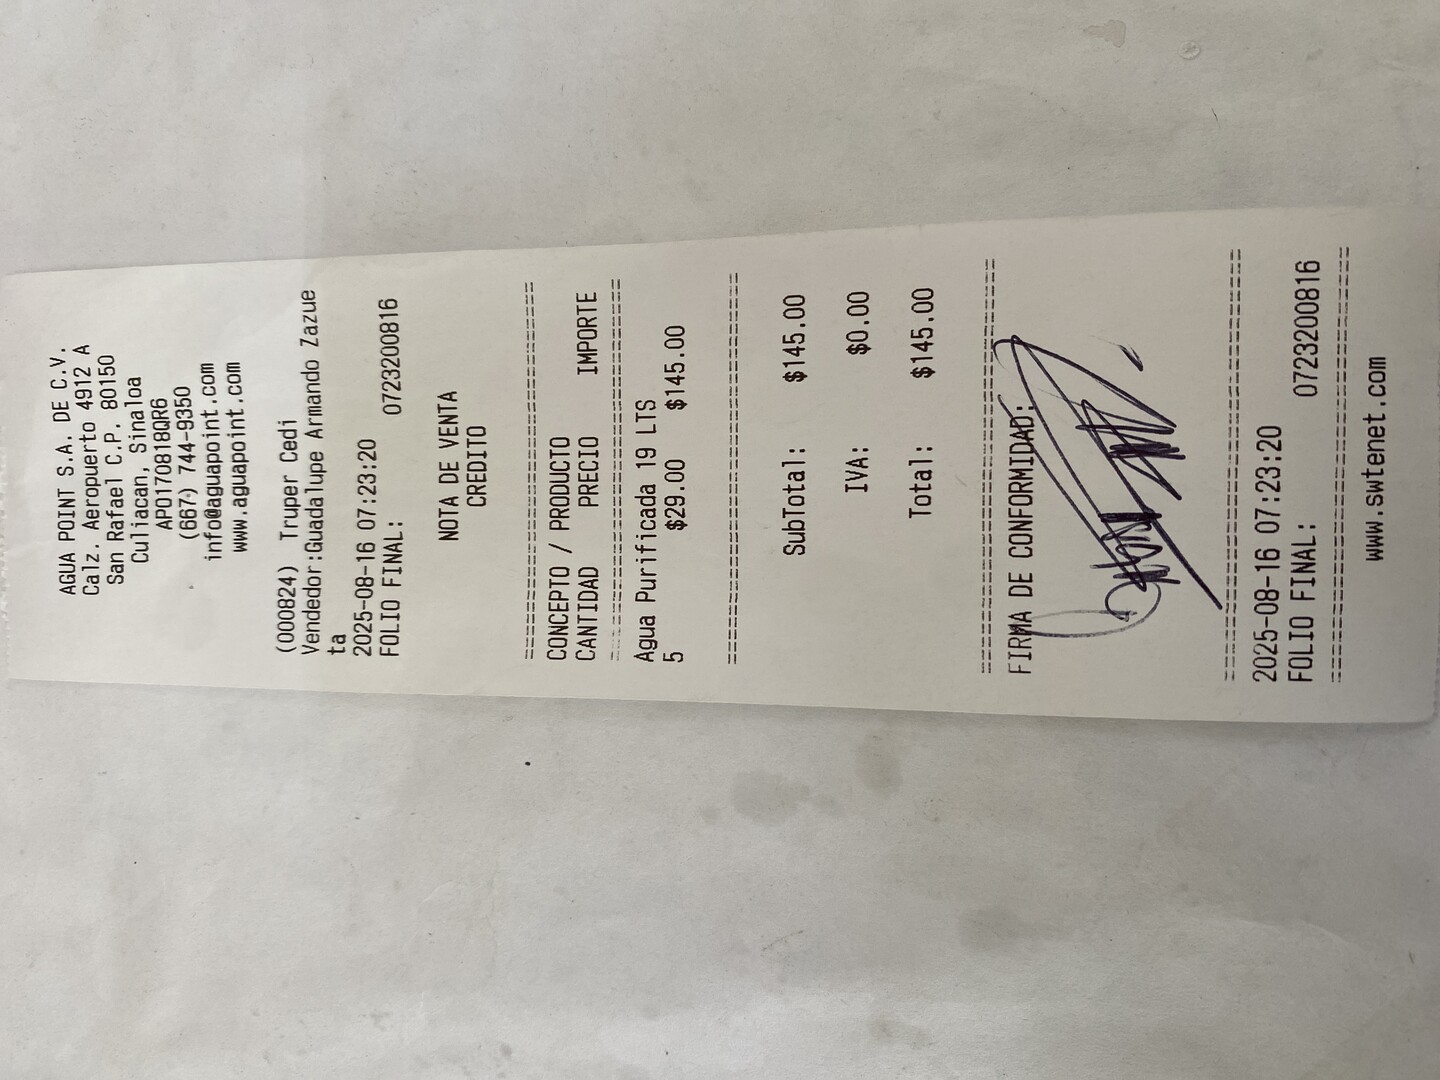 AGUA POINT S.A. DE C.V.
Calz. Aeropuerto 4912 A
San Rafael C.P. 80150
Culiacan, Sinaloa
APO170818QR6
(667) 744-9350
info@aguapoint.com
www.aguapoint.com
(000824) Truper Cedi
Vendedor:Guadalupe Armando Zazue
ta
2025-08-16 07:23:20
FOLIO FINAL: 0723200816
NOTA DE VENTA
CREDITO
================================
CONCEPTO / PRODUCTO
CANTIDAD PRECIO IMPORTE
================================
Agua Purificada 19 LTS
5 $29.00 $145.00
================================
SubTotal: $145.00
IVA: $0.00
Total: $145.00
================================
FIRMA DE CONFORMIDAD:
================================
2025-08-16 07:23:20
FOLIO FINAL: 0723200816
================================
www.swtenet.com